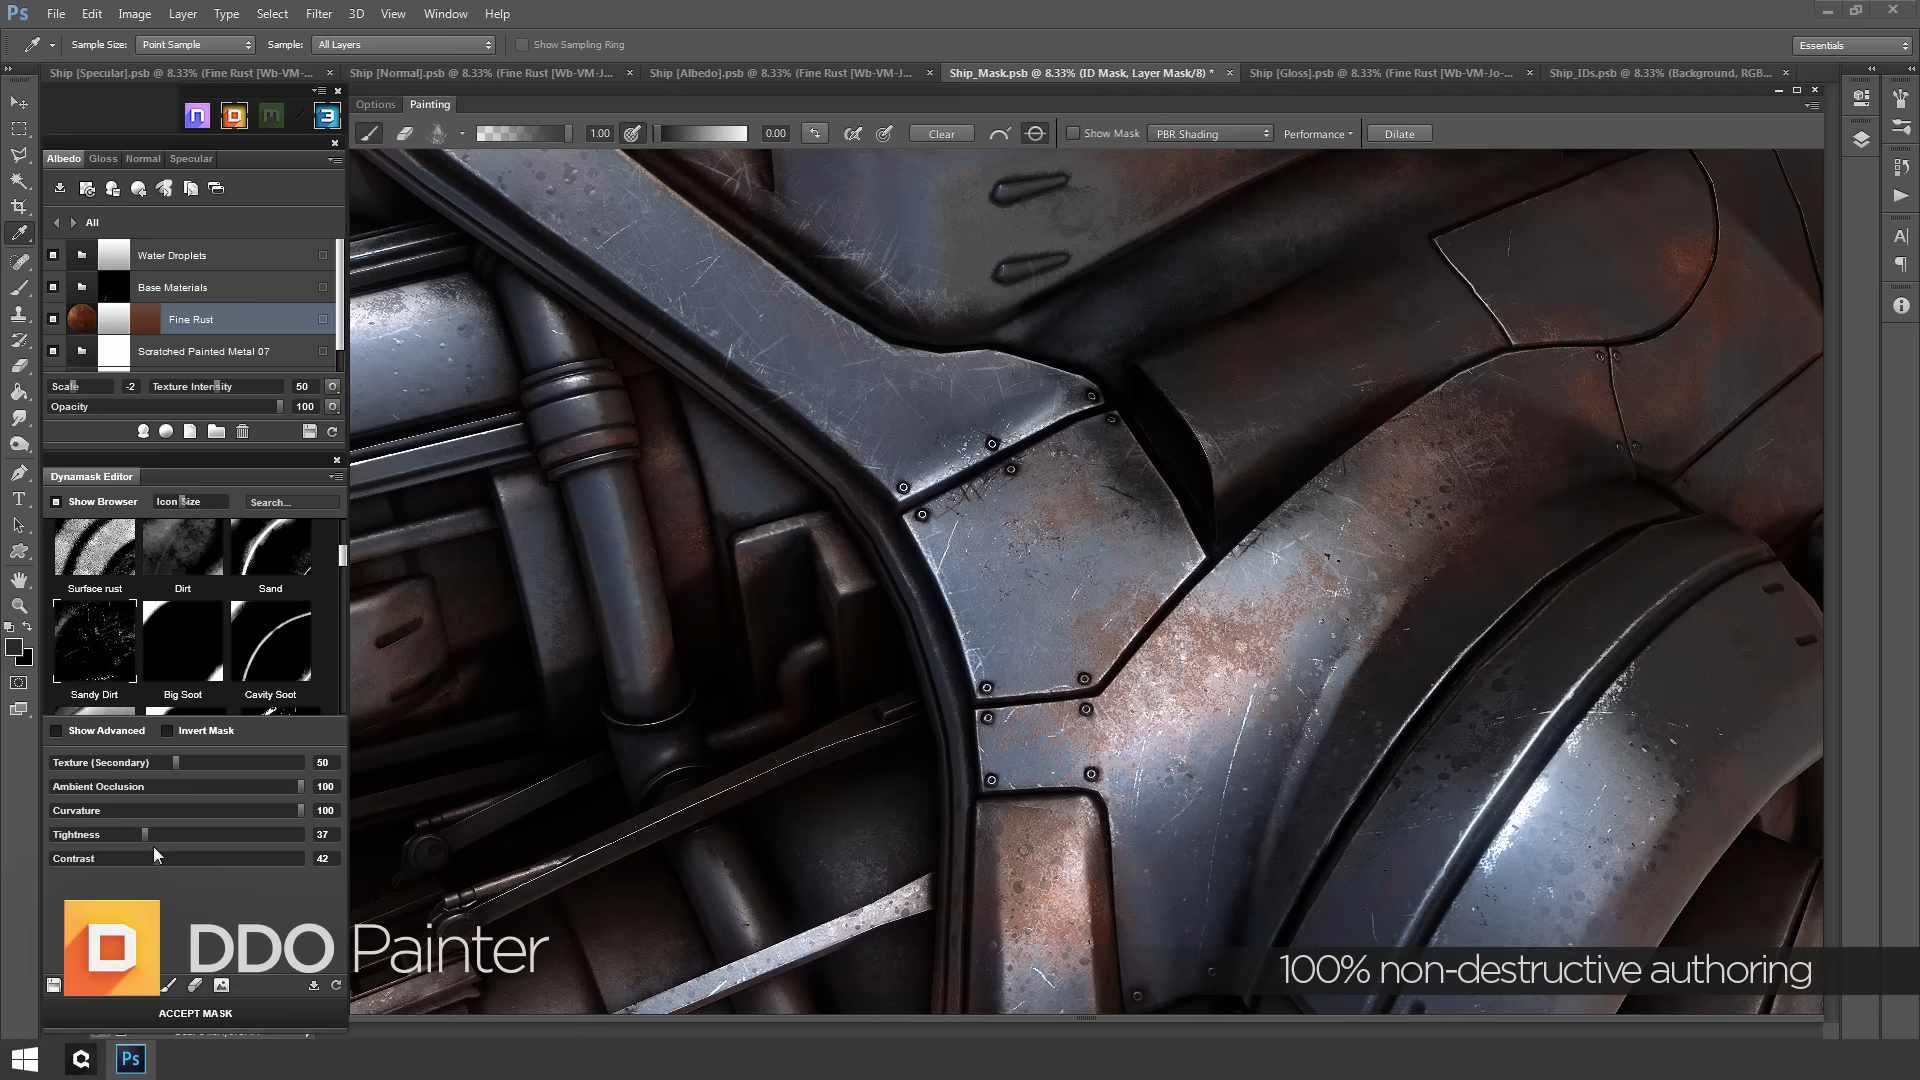 Ps File Edit Image Layer Type Select Filter 3D View Window Help
Sample Size: Point Sample Sample: All Layers Show Sampling Ring Essentials
Ship [Specular].psb @ 8.33% (Fine Rust [Wb-VM-... × Ship [Normal].psb @ 8.33% (Fine Rust [Wb-VM-J... × Ship [Albedo].psb @ 8.33% (Fine Rust [Wb-VM-J... × Ship_Mask.psb @ 8.33% (ID Mask, Layer Mask/8) * × Ship [Gloss].psb @ 8.33% (Fine Rust [Wb-VM-Jo-... × Ship_IDs.psb @ 8.33% (Background, RGB... ×
Options Painting
n D m 3
1.00 0.00 Clear Show Mask PBR Shading Performance Dilate
Albedo Gloss Normal Specular
All
Water Droplets
Base Materials
Fine Rust
Scratched Painted Metal 07
Scale -2 Texture Intensity 50
Opacity 100
Dynamask Editor
Show Browser Icon Size Search...
Surface rust Dirt Sand
Sandy Dirt Big Soot Cavity Soot
Show Advanced Invert Mask
Texture (Secondary) 50
Ambient Occlusion 100
Curvature 100
Tightness 37
Contrast 42
D DDO Painter
100% non-destructive authoring
ACCEPT MASK
Ps